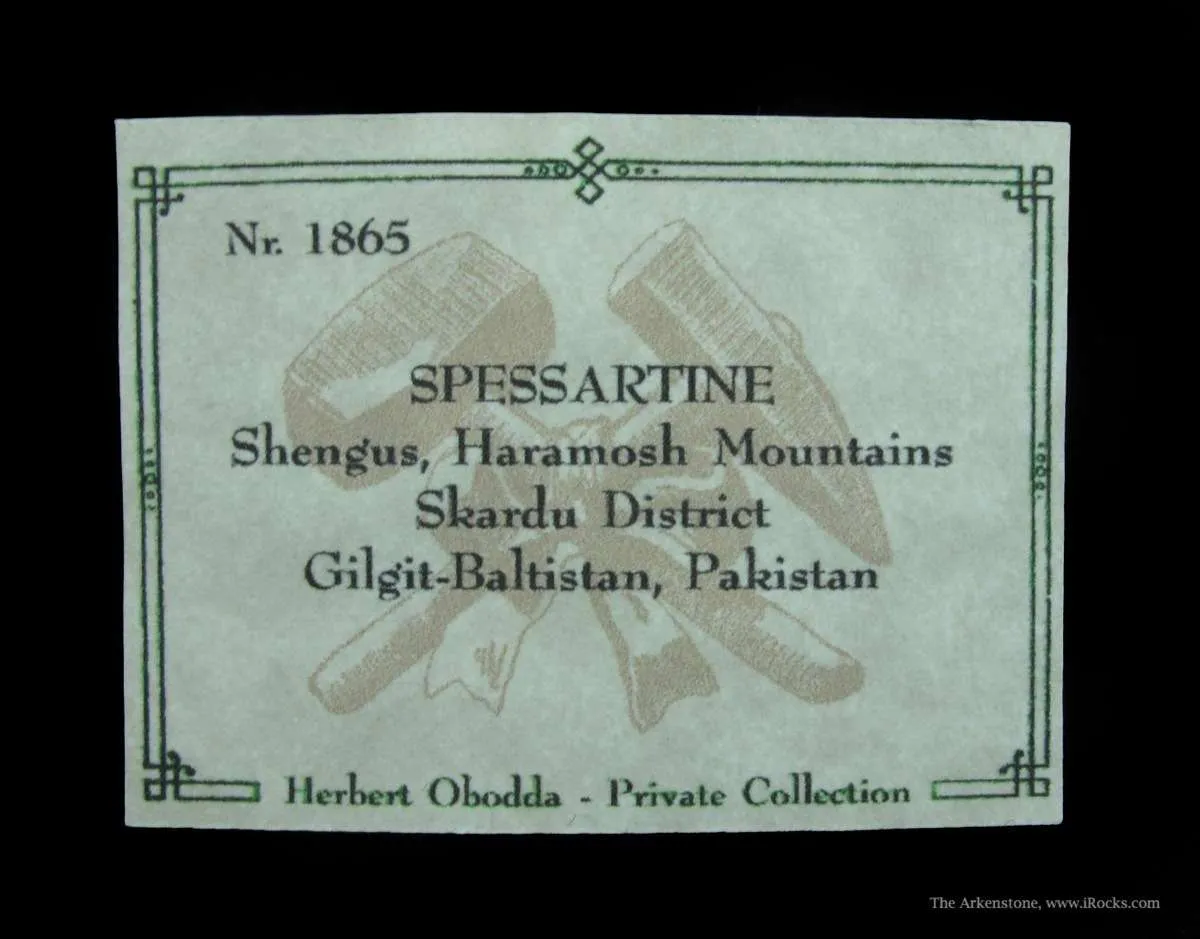 Nr. 1865
SPESSARTINE
Shengus, Haramosh Mountains
Skardu District
Gilgit-Baltistan, Pakistan
Herbert Obodda - Private Collection
The Arkenstone, www.iRocks.com